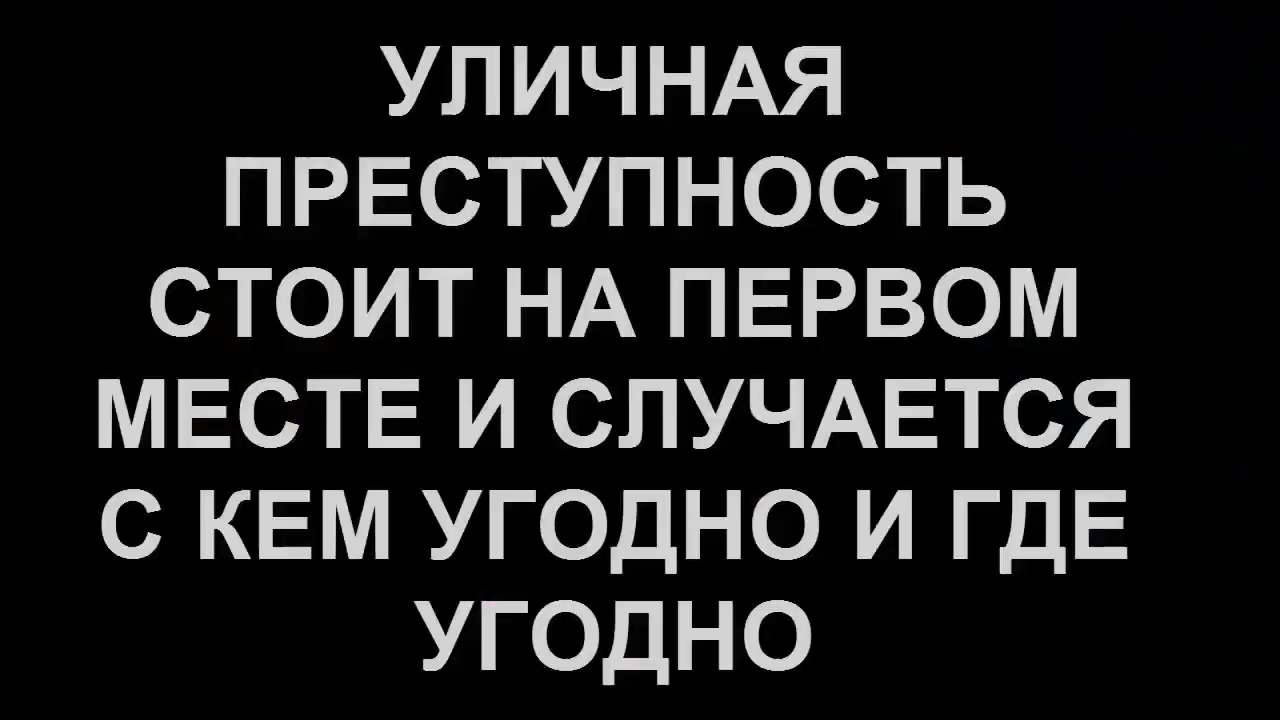 УЛИЧНАЯ
ПРЕСТУПНОСТЬ
СТОИТ НА ПЕРВОМ
МЕСТЕ И СЛУЧАЕТСЯ
С КЕМ УГОДНО И ГДЕ
УГОДНО